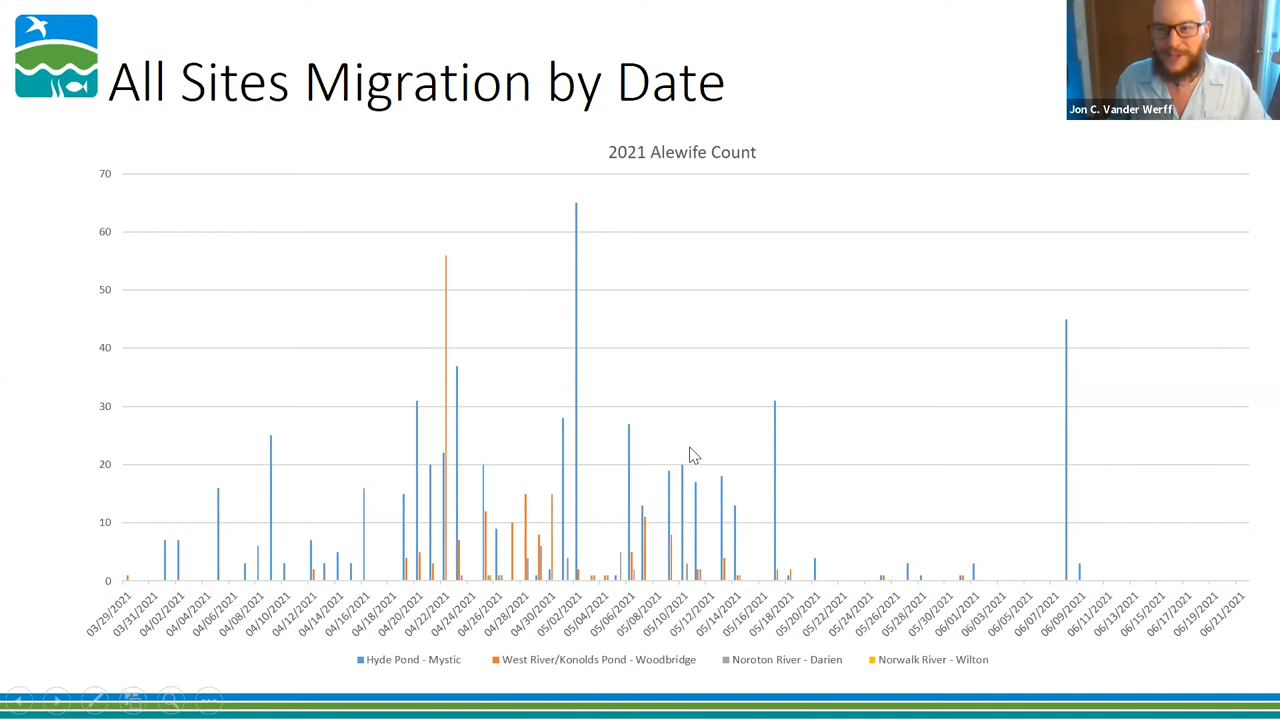 All Sites Migration by Date
Jon C. Vander Werff
2021 Alewife Count
70
60
50
40
30
20
10
0
03/29/2021 03/31/2021 04/02/2021 04/04/2021 04/06/2021 04/08/2021 04/10/2021 04/12/2021 04/14/2021 04/16/2021 04/18/2021 04/20/2021 04/22/2021 04/24/2021 04/26/2021 04/28/2021 04/30/2021 05/02/2021 05/04/2021 05/06/2021 05/08/2021 05/10/2021 05/12/2021 05/14/2021 05/16/2021 05/18/2021 05/20/2021 05/22/2021 05/24/2021 05/26/2021 05/28/2021 05/30/2021 06/01/2021 06/03/2021 06/05/2021 06/07/2021 06/09/2021 06/11/2021 06/13/2021 06/15/2021 06/17/2021 06/19/2021 06/21/2021
Hyde Pond - Mystic West River/Konolds Pond - Woodbridge Noroton River - Darien Norwalk River - Wilton